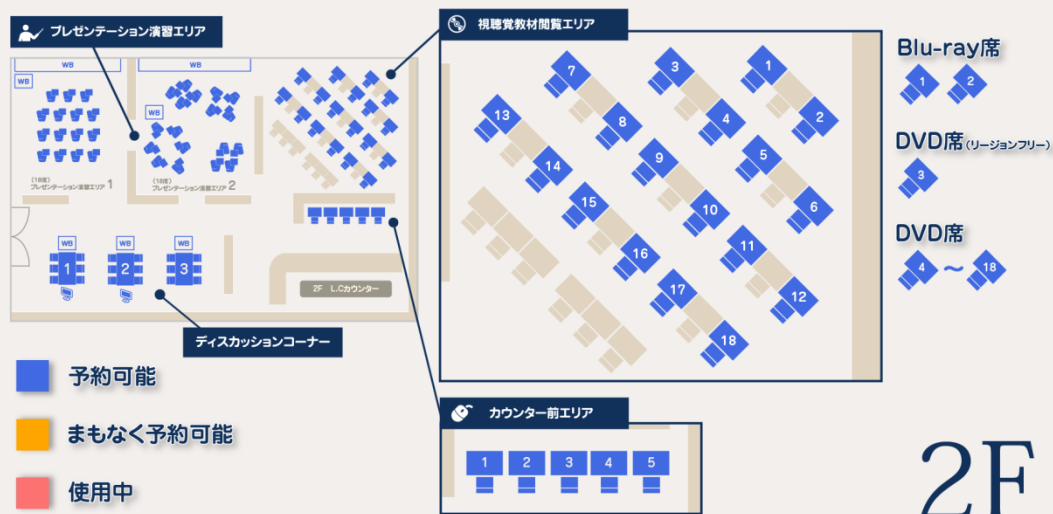 プレゼンテーション演習エリア
WB
WB
WB
WB
(18席)
プレゼンテーション演習エリア 1
(18席)
プレゼンテーション演習エリア 2
WB
WB
WB
1
2
3
2F L.Cカウンター
ディスカッションコーナー
予約可能
まもなく予約可能
使用中
視聴覚教材閲覧エリア
1
2
3
4
5
6
7
8
9
10
11
12
13
14
15
16
17
18
カウンター前エリア
1 2 3 4 5
Blu-ray席
1 2
DVD席(リージョンフリー)
3
DVD席
4 ～ 18
2F